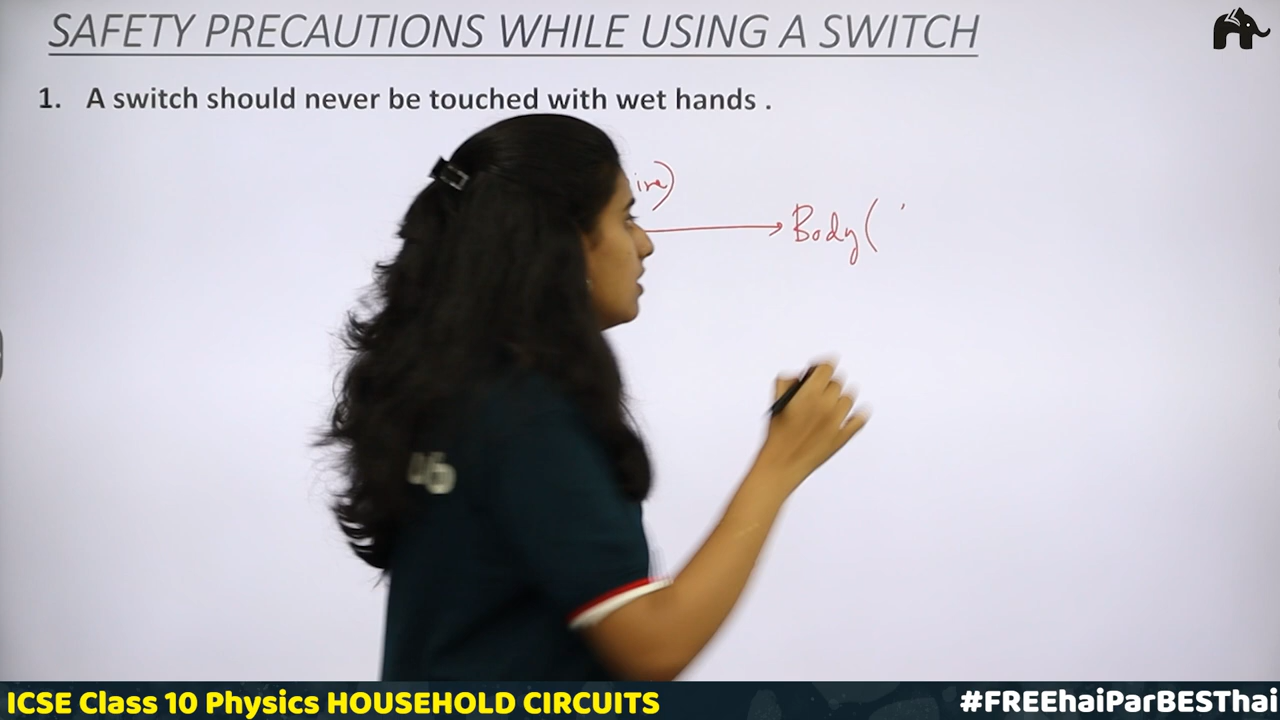 SAFETY PRECAUTIONS WHILE USING A SWITCH
1. A switch should never be touched with wet hands .
Body (
46
ICSE Class 10 Physics HOUSEHOLD CIRCUITS
#FREEhaiParBESThai